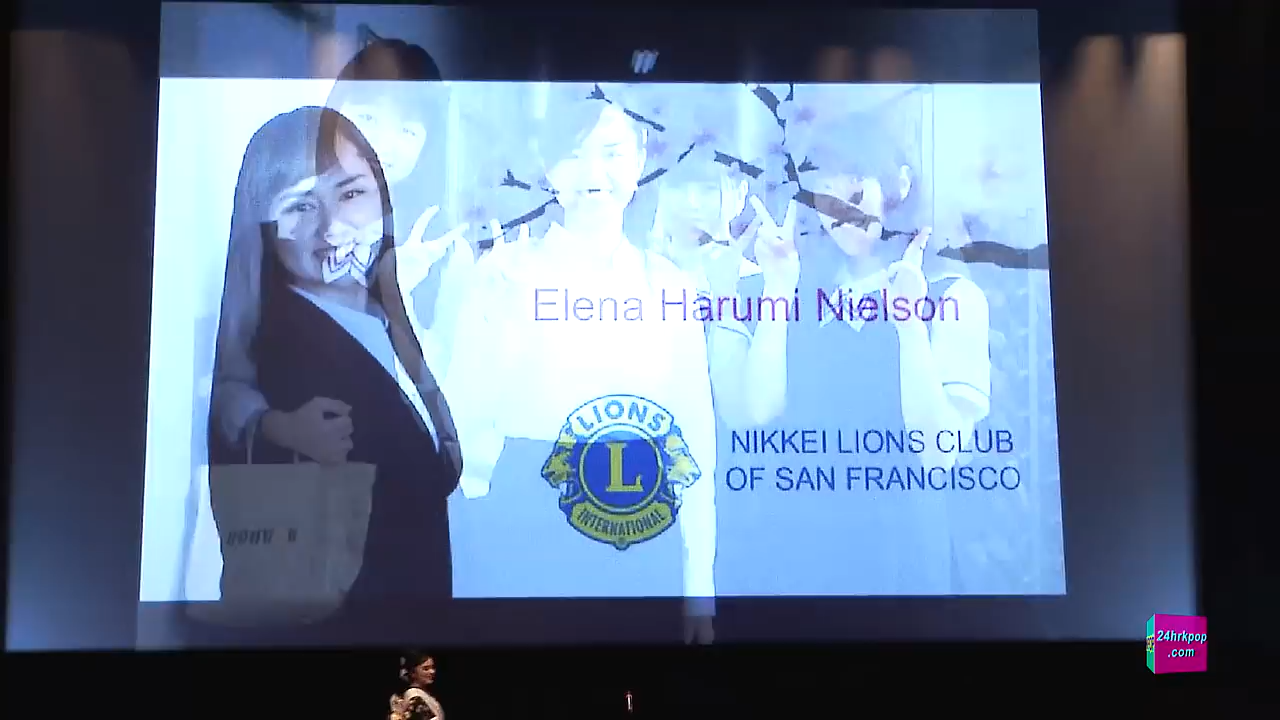 Elena Harumi Nielson
LIONS
L
INTERNATIONAL
NIKKEI LIONS CLUB
OF SAN FRANCISCO
24hrkpop
.com